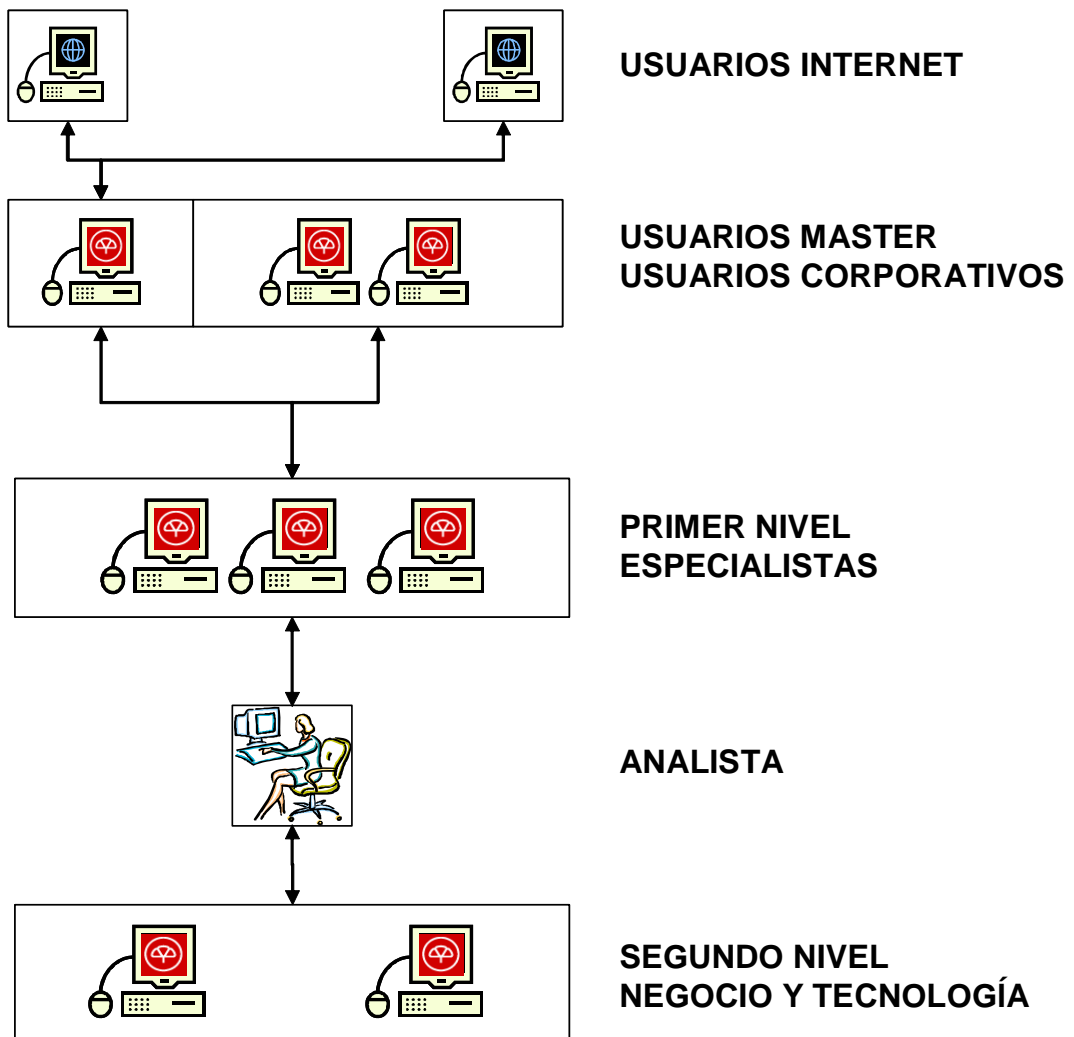 USUARIOS INTERNET
USUARIOS MASTER
USUARIOS CORPORATIVOS
PRIMER NIVEL
ESPECIALISTAS
ANALISTA
SEGUNDO NIVEL
NEGOCIO Y TECNOLOGÍA